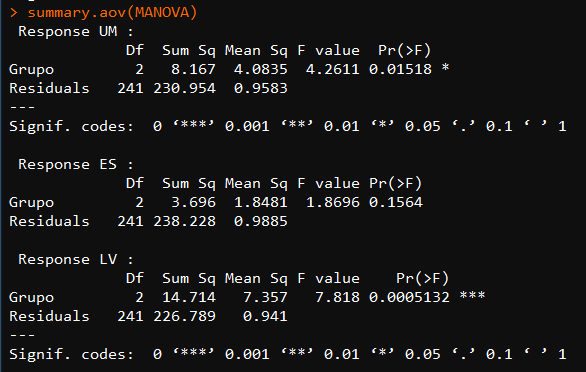 > summary.aov(MANOVA)
 Response UM :
             Df  Sum Sq Mean Sq F value  Pr(>F)
Grupo         2   8.167  4.0835  4.2611 0.01518 *
Residuals   241 230.954  0.9583
---
Signif. codes:  0 ‘***’ 0.001 ‘**’ 0.01 ‘*’ 0.05 ‘.’ 0.1 ‘ ’ 1

 Response ES :
             Df  Sum Sq Mean Sq F value Pr(>F)
Grupo         2   3.696  1.8481  1.8696 0.1564
Residuals   241 238.228  0.9885

 Response LV :
             Df  Sum Sq Mean Sq F value    Pr(>F)
Grupo         2  14.714   7.357   7.818 0.0005132 ***
Residuals   241 226.789   0.941
---
Signif. codes:  0 ‘***’ 0.001 ‘**’ 0.01 ‘*’ 0.05 ‘.’ 0.1 ‘ ’ 1